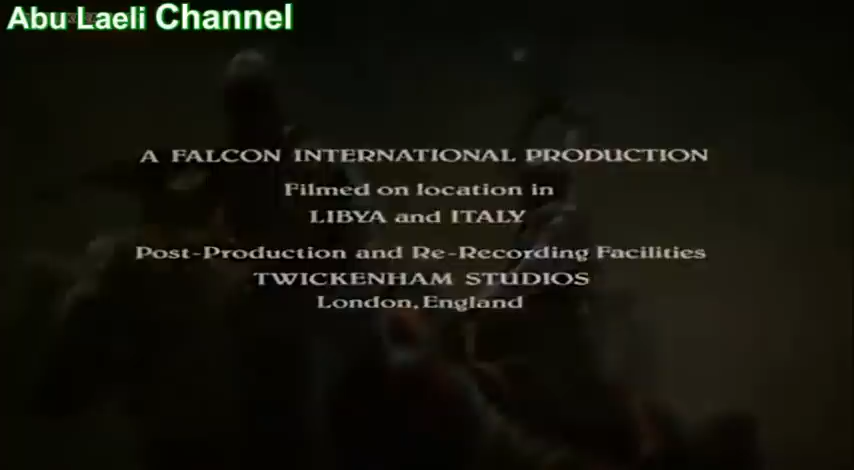 Abu Laeli Channel
A FALCON INTERNATIONAL PRODUCTION
Filmed on location in
LIBYA and ITALY
Post-Production and Re-Recording Facilities
TWICKENHAM STUDIOS
London, England